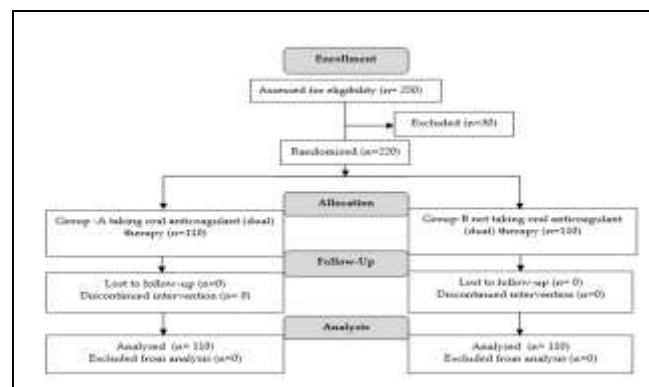 Enrollment
Assessed for eligibility (n= 250)
Excluded (n=30)
Randomized (n=220)
Allocation
Group -A taking oral anticoagulant (dual)
therapy (n=110)
Group-B not taking oral anticoagulant
(dual) therapy (n=110)
Follow-Up
Lost to follow-up (n=0)
Discontinued intervention (n= 0)
Lost to follow-up (n= 0)
Discontinued intervention (n=0)
Analysis
Analysed (n= 110)
Excluded from analysis (n=0)
Analysed (n= 110)
Excluded from analysis (n=0)